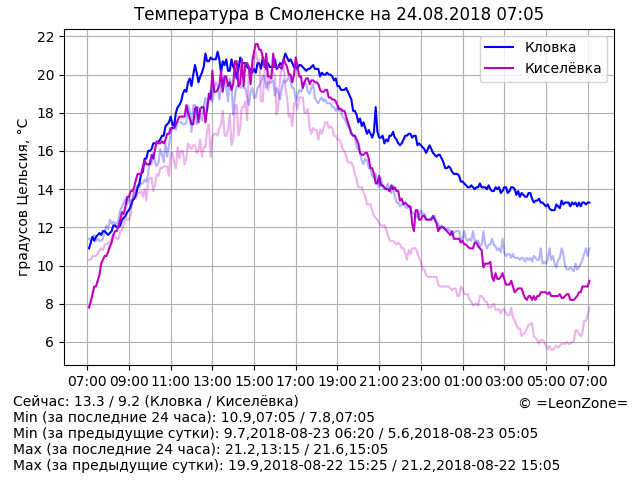 Температура в Смоленске на 24.08.2018 07:05
22
20
18
16
14
12
10
8
6
градусов Цельсия, °C
Кловка
Киселёвка
07:00 09:00 11:00 13:00 15:00 17:00 19:00 21:00 23:00 01:00 03:00 05:00 07:00
Сейчас: 13.3 / 9.2 (Кловка / Киселёвка)
© =LeonZone=
Min (за последние 24 часа): 10.9,07:05 / 7.8,07:05
Min (за предыдущие сутки): 9.7,2018-08-23 06:20 / 5.6,2018-08-23 05:05
Max (за последние 24 часа): 21.2,13:15 / 21.6,15:05
Max (за предыдущие сутки): 19.9,2018-08-22 15:25 / 21.2,2018-08-22 15:05